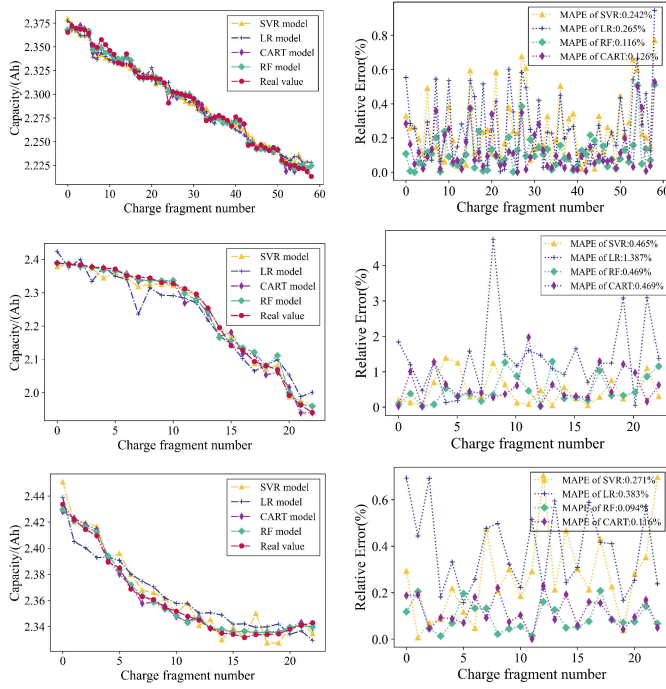 2.375
2.350
2.325
2.300
2.275
2.250
2.225
Capacity/(Ah)
SVR model
LR model
CART model
RF model
Real value
0 10 20 30 40 50 60
Charge fragment number
0.8
0.6
0.4
0.2
0.0
Relative Error(%)
MAPE of SVR:0.242%
MAPE of LR:0.265%
MAPE of RF:0.116%
MAPE of CART:0.126%
0 10 20 30 40 50 60
Charge fragment number
2.4
2.3
2.2
2.1
2.0
Capacity/(Ah)
SVR model
LR model
CART model
RF model
Real value
0 5 10 15 20
Charge fragment number
4
2
1
0
Relative Error(%)
MAPE of SVR:0.465%
MAPE of LR:1.387%
MAPE of RF:0.469%
MAPE of CART:0.469%
0 5 10 15 20
Charge fragment number
2.44
2.42
2.40
2.38
2.36
2.34
Capacity/(Ah)
SVR model
LR model
CART model
RF model
Real value
0 5 10 15 20
Charge fragment number
0.6
0.4
0.2
0.0
Relative Error(%)
MAPE of SVR:0.271%
MAPE of LR:0.383%
MAPE of RF:0.094%
MAPE of CART:0.116%
0 5 10 15 20
Charge fragment number